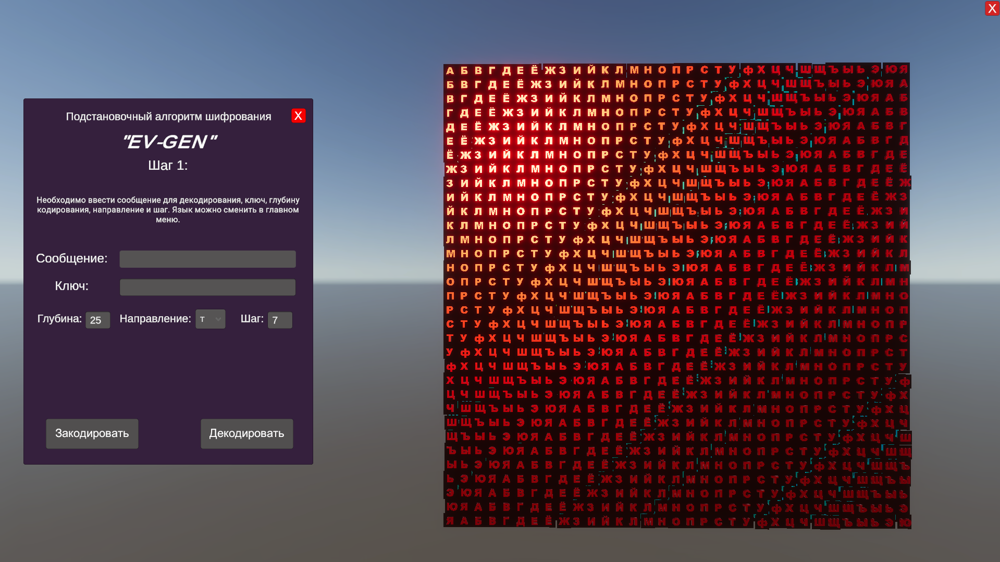 X
Подстановочный алгоритм шифрования X
"EV-GEN"
Шаг 1:
Необходимо ввести сообщение для декодирования, ключ, глубину
кодирования, направление и шаг. Язык можно сменить в главном
меню.
Сообщение:
Ключ:
Глубина: 25 Направление: т Шаг: 7
Закодировать Декодировать
А Б В Г Д Е Ё Ж З И Й К Л М Н О П Р С Т У ф Х Ц Ч Ш Щ Ъ Ы Ь Э Ю Я
Б В Г Д Е Ё Ж З И Й К Л М Н О П Р С Т У ф Х Ц Ч Ш Щ Ъ Ы Ь Э Ю Я А
В Г Д Е Ё Ж З И Й К Л М Н О П Р С Т У ф Х Ц Ч Ш Щ Ъ Ы Ь Э Ю Я А Б
Г Д Е Ё Ж З И Й К Л М Н О П Р С Т У ф Х Ц Ч Ш Щ Ъ Ы Ь Э Ю Я А Б В
Д Е Ё Ж З И Й К Л М Н О П Р С Т У ф Х Ц Ч Ш Щ Ъ Ы Ь Э Ю Я А Б В Г
Е Ё Ж З И Й К Л М Н О П Р С Т У ф Х Ц Ч Ш Щ Ъ Ы Ь Э Ю Я А Б В Г Д
Ё Ж З И Й К Л М Н О П Р С Т У ф Х Ц Ч Ш Щ Ъ Ы Ь Э Ю Я А Б В Г Д Е
Ж З И Й К Л М Н О П Р С Т У ф Х Ц Ч Ш Щ Ъ Ы Ь Э Ю Я А Б В Г Д Е Ё
З И Й К Л М Н О П Р С Т У ф Х Ц Ч Ш Щ Ъ Ы Ь Э Ю Я А Б В Г Д Е Ё Ж
И Й К Л М Н О П Р С Т У ф Х Ц Ч Ш Щ Ъ Ы Ь Э Ю Я А Б В Г Д Е Ё Ж З
Й К Л М Н О П Р С Т У ф Х Ц Ч Ш Щ Ъ Ы Ь Э Ю Я А Б В Г Д Е Ё Ж З И
К Л М Н О П Р С Т У ф Х Ц Ч Ш Щ Ъ Ы Ь Э Ю Я А Б В Г Д Е Ё Ж З И Й
Л М Н О П Р С Т У ф Х Ц Ч Ш Щ Ъ Ы Ь Э Ю Я А Б В Г Д Е Ё Ж З И Й К
М Н О П Р С Т У ф Х Ц Ч Ш Щ Ъ Ы Ь Э Ю Я А Б В Г Д Е Ё Ж З И Й К Л
Н О П Р С Т У ф Х Ц Ч Ш Щ Ъ Ы Ь Э Ю Я А Б В Г Д Е Ё Ж З И Й К Л М
О П Р С Т У ф Х Ц Ч Ш Щ Ъ Ы Ь Э Ю Я А Б В Г Д Е Ё Ж З И Й К Л М Н
П Р С Т У ф Х Ц Ч Ш Щ Ъ Ы Ь Э Ю Я А Б В Г Д Е Ё Ж З И Й К Л М Н О
Р С Т У ф Х Ц Ч Ш Щ Ъ Ы Ь Э Ю Я А Б В Г Д Е Ё Ж З И Й К Л М Н О П
С Т У ф Х Ц Ч Ш Щ Ъ Ы Ь Э Ю Я А Б В Г Д Е Ё Ж З И Й К Л М Н О П Р
Т У ф Х Ц Ч Ш Щ Ъ Ы Ь Э Ю Я А Б В Г Д Е Ё Ж З И Й К Л М Н О П Р С
У ф Х Ц Ч Ш Щ Ъ Ы Ь Э Ю Я А Б В Г Д Е Ё Ж З И Й К Л М Н О П Р С Т
ф Х Ц Ч Ш Щ Ъ Ы Ь Э Ю Я А Б В Г Д Е Ё Ж З И Й К Л М Н О П Р С Т У
Х Ц Ч Ш Щ Ъ Ы Ь Э Ю Я А Б В Г Д Е Ё Ж З И Й К Л М Н О П Р С Т У ф
Ц Ч Ш Щ Ъ Ы Ь Э Ю Я А Б В Г Д Е Ё Ж З И Й К Л М Н О П Р С Т У ф Х
Ч Ш Щ Ъ Ы Ь Э Ю Я А Б В Г Д Е Ё Ж З И Й К Л М Н О П Р С Т У ф Х Ц
Ш Щ Ъ Ы Ь Э Ю Я А Б В Г Д Е Ё Ж З И Й К Л М Н О П Р С Т У ф Х Ц Ч
Щ Ъ Ы Ь Э Ю Я А Б В Г Д Е Ё Ж З И Й К Л М Н О П Р С Т У ф Х Ц Ч Ш
Ъ Ы Ь Э Ю Я А Б В Г Д Е Ё Ж З И Й К Л М Н О П Р С Т У ф Х Ц Ч Ш Щ
Ы Ь Э Ю Я А Б В Г Д Е Ё Ж З И Й К Л М Н О П Р С Т У ф Х Ц Ч Ш Щ Ъ
Ь Э Ю Я А Б В Г Д Е Ё Ж З И Й К Л М Н О П Р С Т У ф Х Ц Ч Ш Щ Ъ Ы
Э Ю Я А Б В Г Д Е Ё Ж З И Й К Л М Н О П Р С Т У ф Х Ц Ч Ш Щ Ъ Ы Ь
Ю Я А Б В Г Д Е Ё Ж З И Й К Л М Н О П Р С Т У ф Х Ц Ч Ш Щ Ъ Ы Ь Э
Я А Б В Г Д Е Ё Ж З И Й К Л М Н О П Р С Т У ф Х Ц Ч Ш Щ Ъ Ы Ь Э Ю